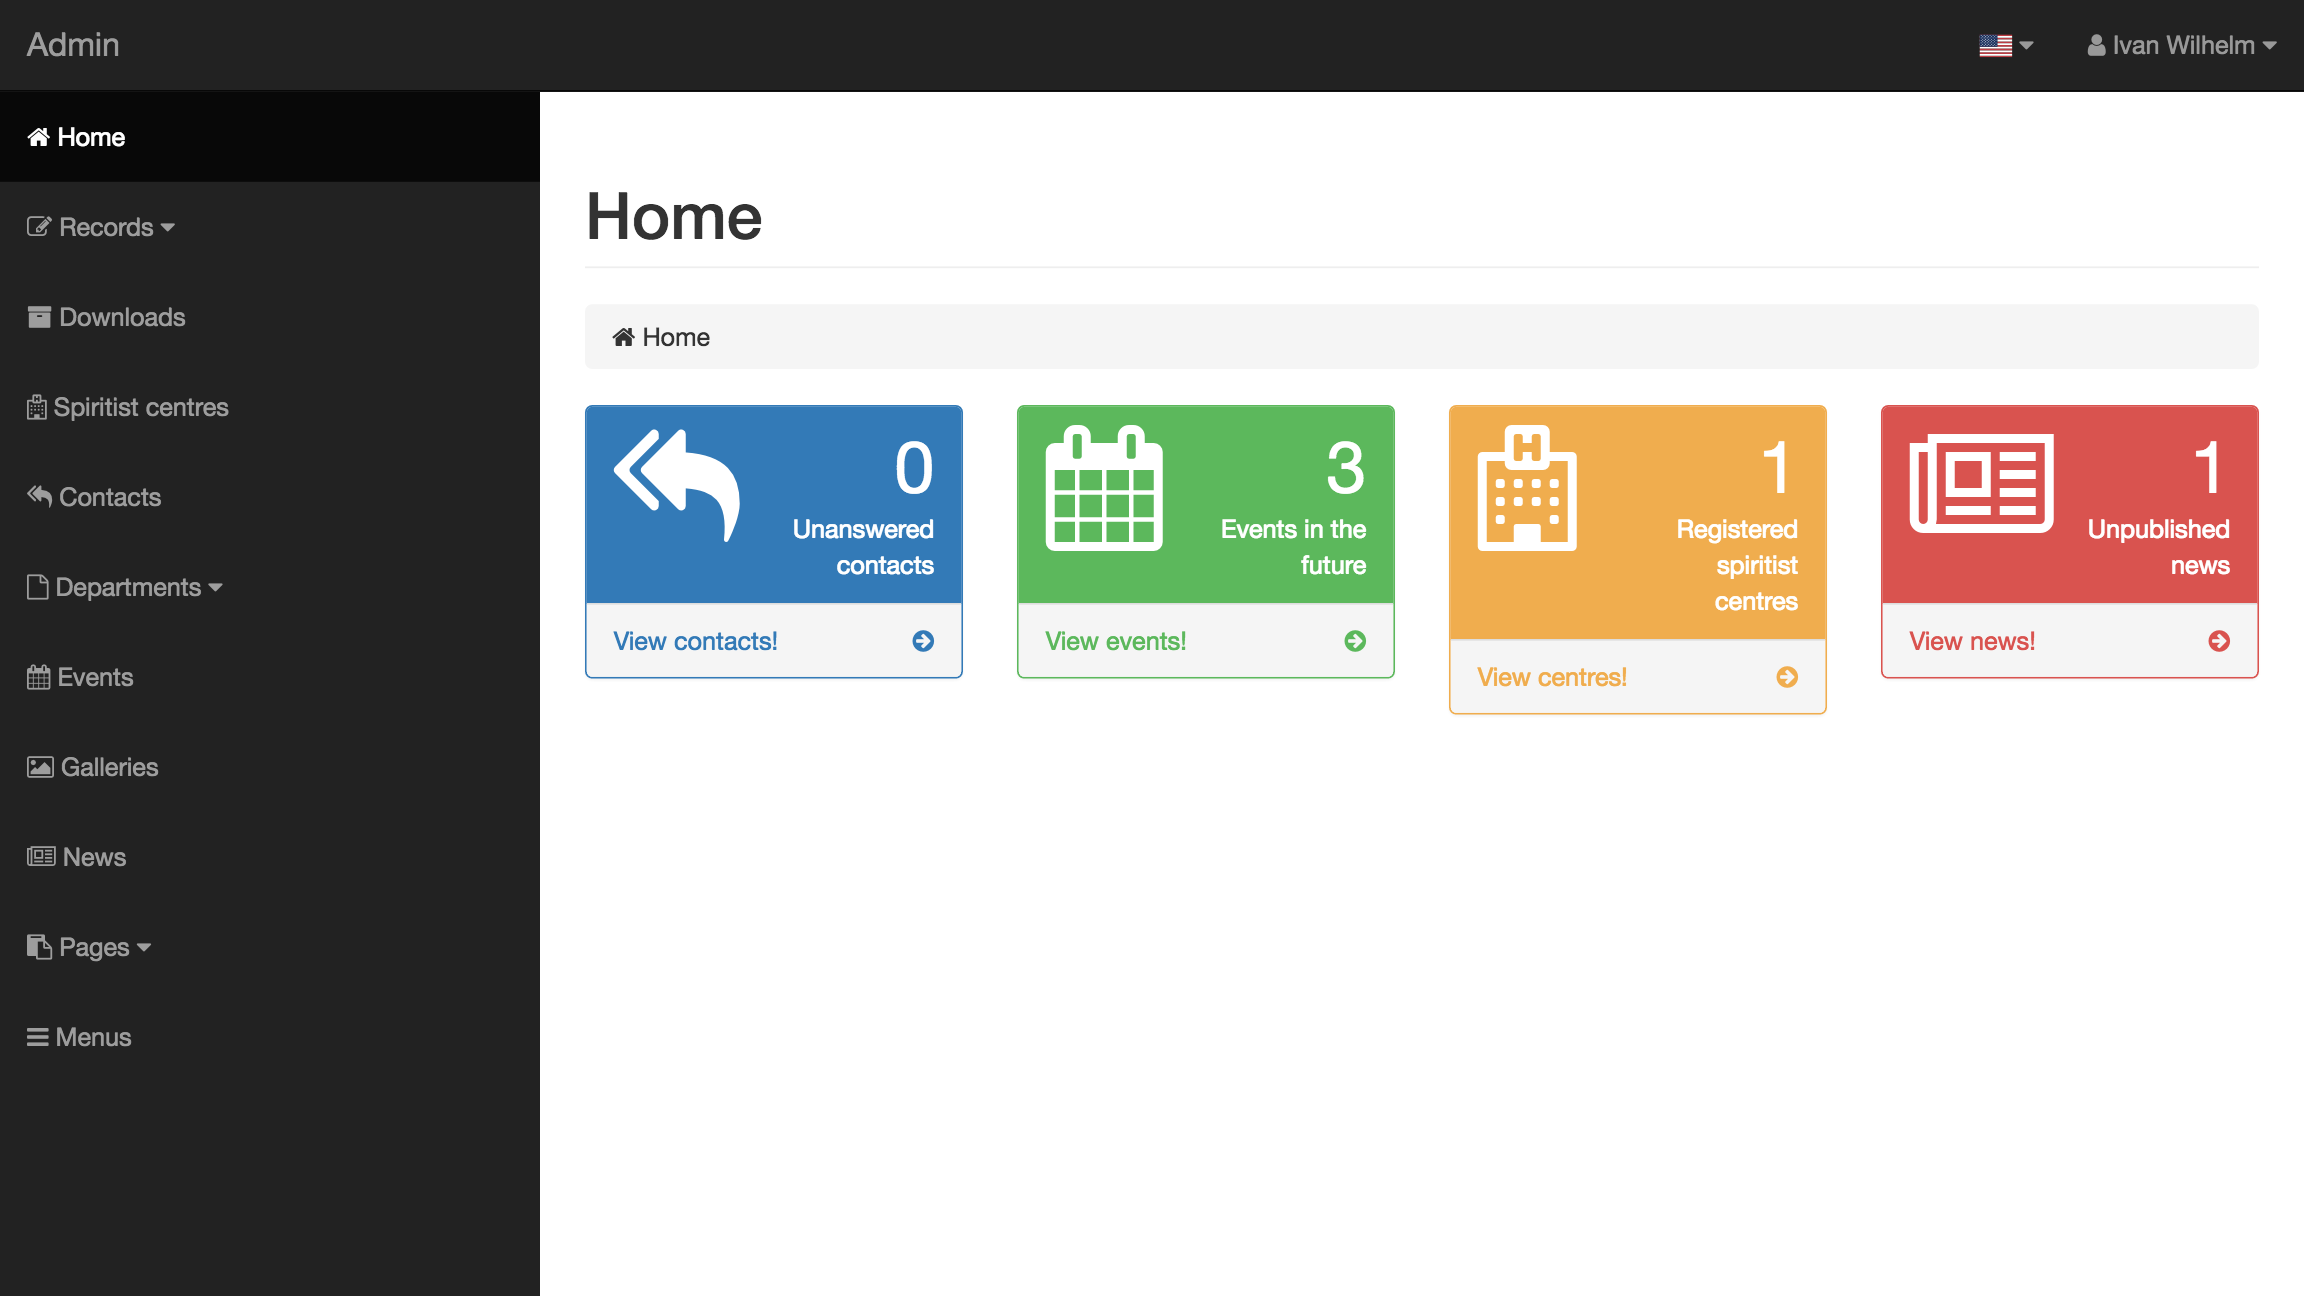 Admin
Ivan Wilhelm
Home
Records
Downloads
Spiritist centres
Contacts
Departments
Events
Galleries
News
Pages
Menus
Home
Home
0
Unanswered
contacts
View contacts!
3
Events in the
future
View events!
1
Registered
spiritist
centres
View centres!
1
Unpublished
news
View news!